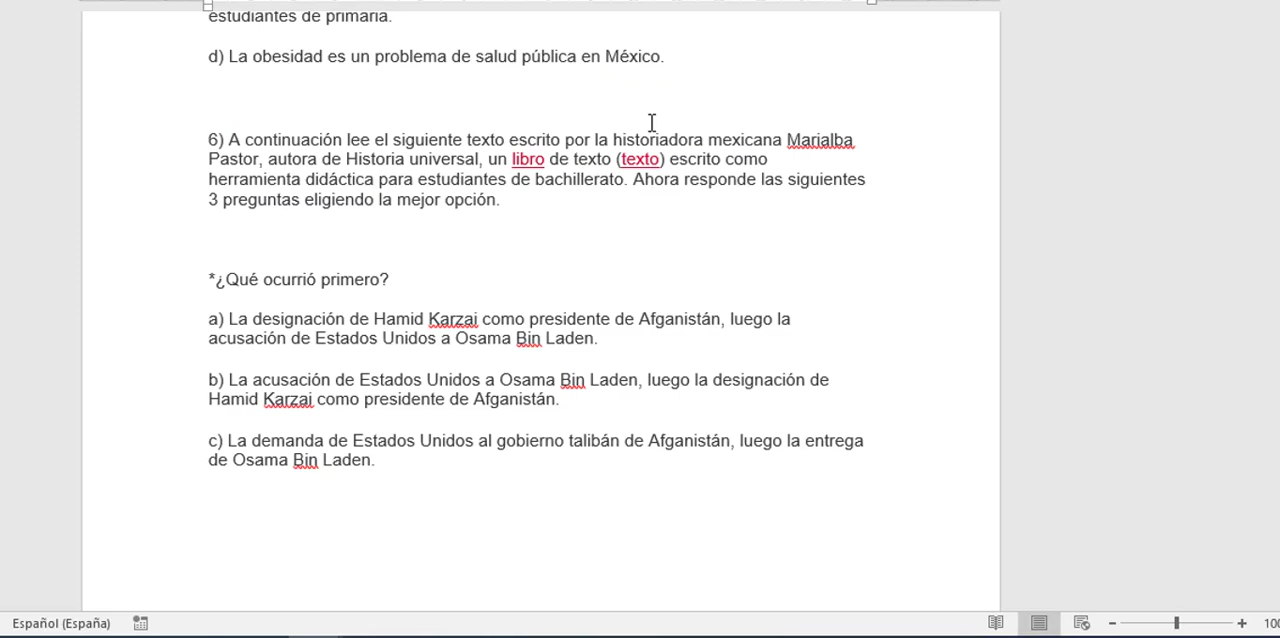 estudiantes de primaria.
d) La obesidad es un problema de salud pública en México.
6) A continuación lee el siguiente texto escrito por la historiadora mexicana Marialba
Pastor, autora de Historia universal, un libro de texto (texto) escrito como
herramienta didáctica para estudiantes de bachillerato. Ahora responde las siguientes
3 preguntas eligiendo la mejor opción.
*¿Qué ocurrió primero?
a) La designación de Hamid Karzai como presidente de Afganistán, luego la
acusación de Estados Unidos a Osama Bin Laden.
b) La acusación de Estados Unidos a Osama Bin Laden, luego la designación de
Hamid Karzai como presidente de Afganistán.
c) La demanda de Estados Unidos al gobierno talibán de Afganistán, luego la entrega
de Osama Bin Laden.
Español (España)
100